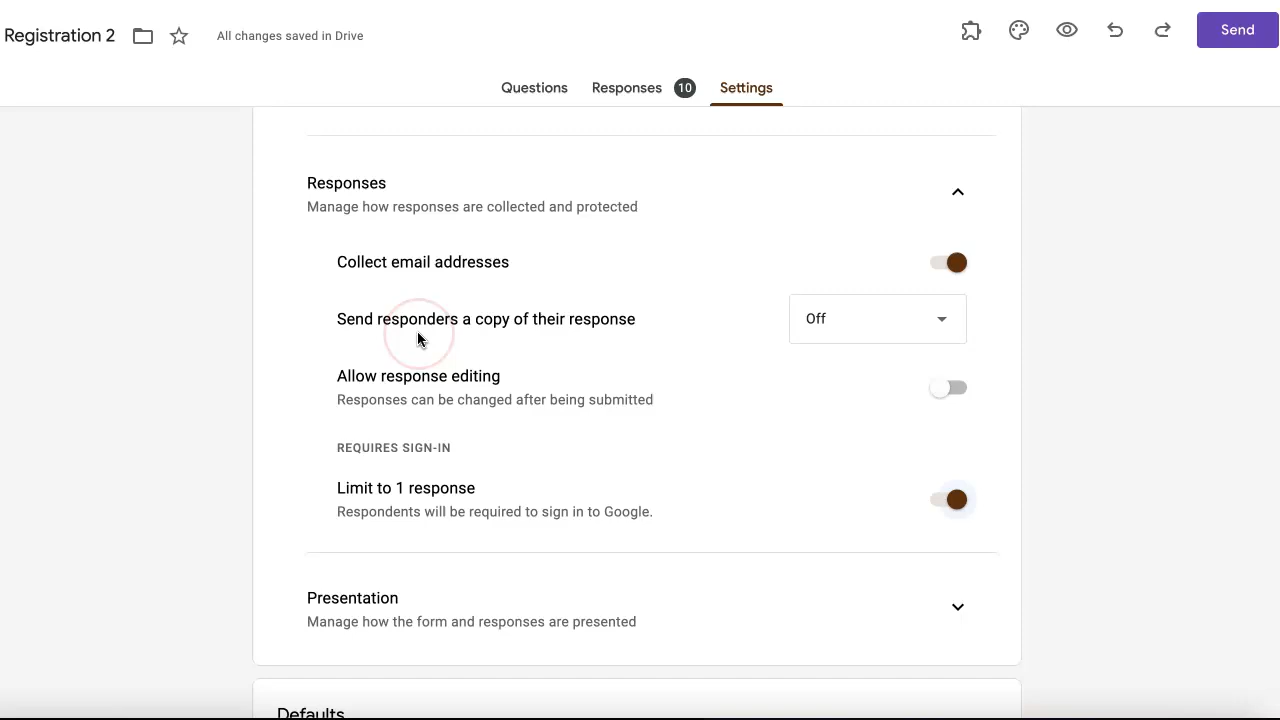 Registration 2
All changes saved in Drive
Send
Questions
Responses 10
Settings
Responses
Manage how responses are collected and protected
Collect email addresses
Send responders a copy of their response
Off
Allow response editing
Responses can be changed after being submitted
REQUIRES SIGN-IN
Limit to 1 response
Respondents will be required to sign in to Google.
Presentation
Manage how the form and responses are presented
Defaults